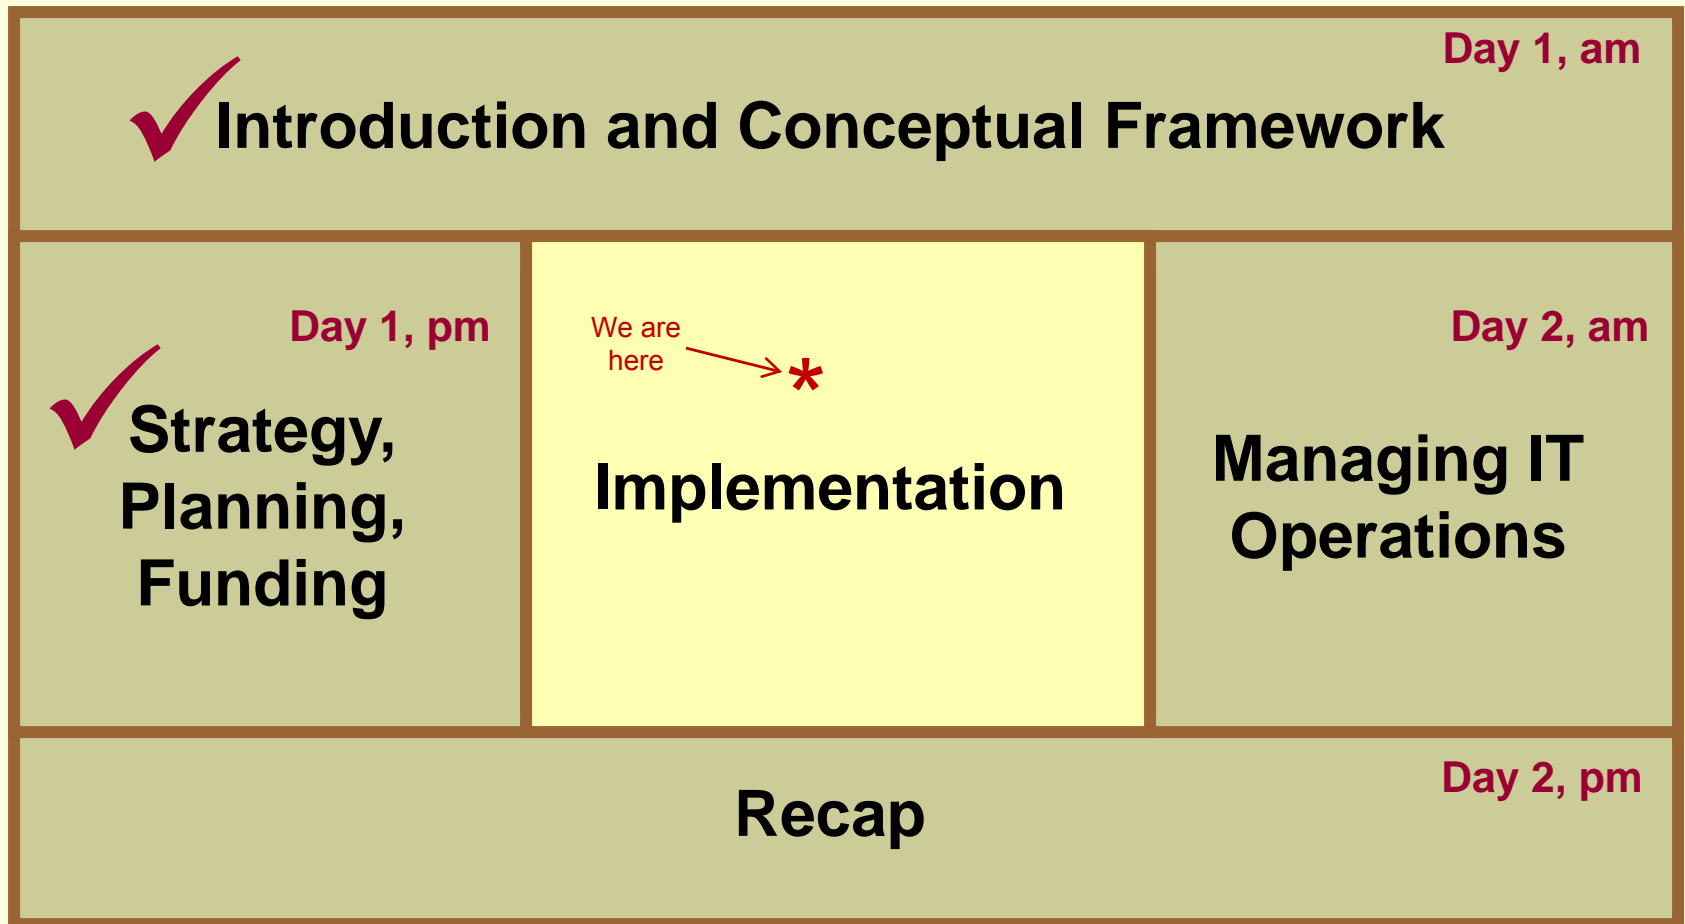 Day 1, am
Introduction and Conceptual Framework
Day 1, pm
Strategy,
Planning,
Funding
We are
here
*
Implementation
Day 2, am
Managing IT
Operations
Day 2, pm
Recap